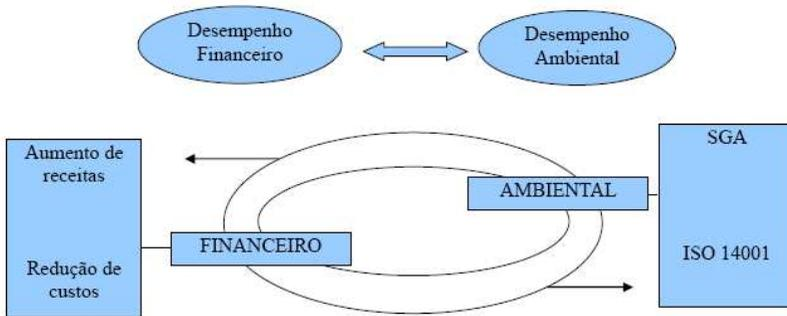 Desempenho
Financeiro
Desempenho
Ambiental
Aumento de
receitas
Redução de
custos
FINANCEIRO
AMBIENTAL
SGA
ISO 14001